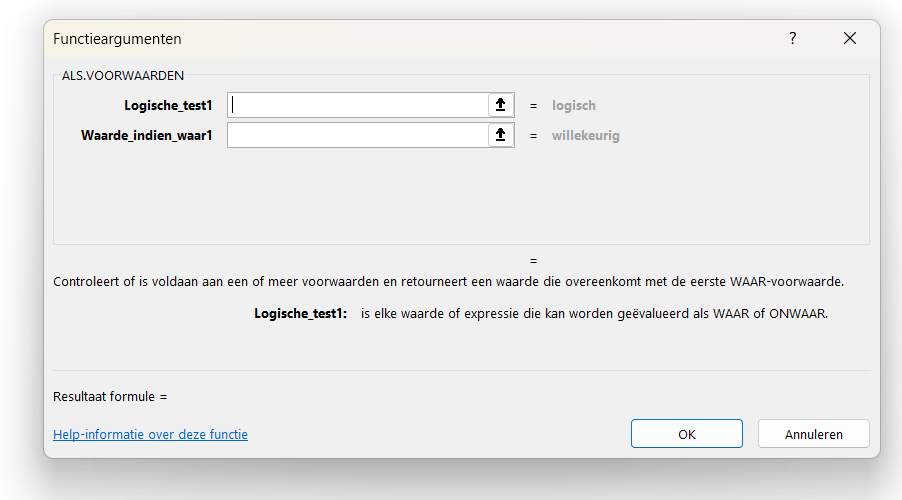 Functieargumenten ?
ALS.VOORWAARDEN
Logische_test1 = logisch
Waarde_indien_waar1 = willekeurig
=
Controleert of is voldaan aan een of meer voorwaarden en retourneert een waarde die overeenkomt met de eerste WAAR-voorwaarde.
Logische_test1: is elke waarde of expressie die kan worden geëvalueerd als WAAR of ONWAAR.
Resultaat formule =
Help-informatie over deze functie OK Annuleren